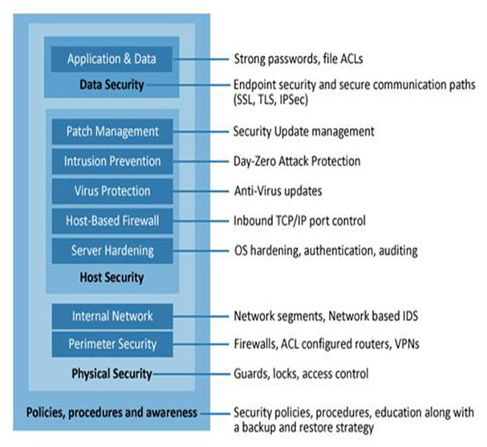 Application & Data
Strong passwords, file ACLs
Data Security
Endpoint security and secure communication paths
(SSL, TLS, IPSec)
Patch Management
Security Update management
Intrusion Prevention
Day-Zero Attack Protection
Virus Protection
Anti-Virus updates
Host-Based Firewall
Inbound TCP/IP port control
Server Hardening
OS hardening, authentication, auditing
Host Security
Internal Network
Network segments, Network based IDS
Perimeter Security
Firewalls, ACL configured routers, VPNs
Physical Security
Guards, locks, access control
Policies, procedures and awareness
Security policies, procedures, education along with
a backup and restore strategy